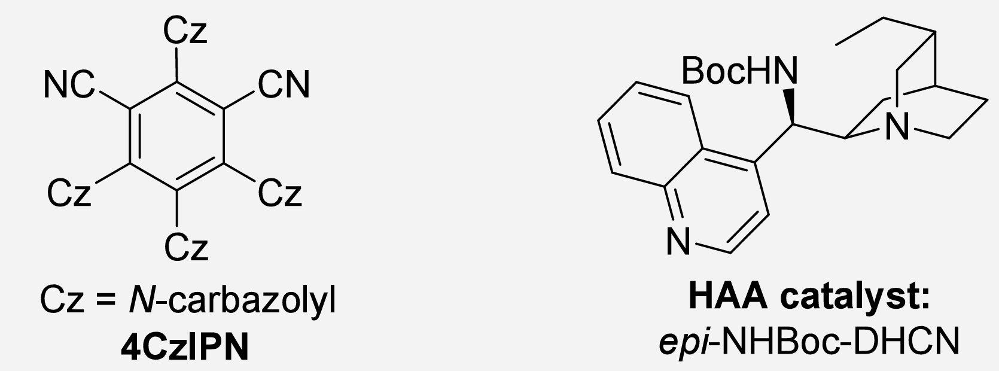 Cz
NC
CN
Cz
Cz
Cz
Cz = N-carbazolyl
4CzIPN
BocHN
N
N
HAA catalyst:
epi-NHBoc-DHCN